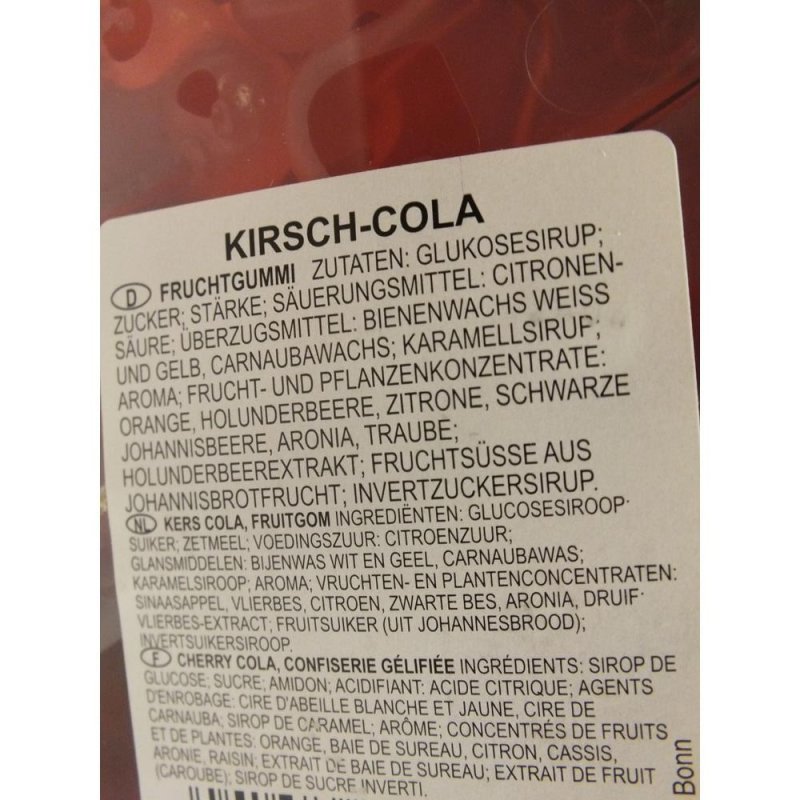 KIRSCH-COLA
D FRUCHTGUMMI ZUTATEN: GLUKOSESIRUP;
ZUCKER; STÄRKE; SÄUERUNGSMITTEL: CITRONEN-
SÄURE; ÜBERZUGSMITTEL: BIENENWACHS WEISS
UND GELB, CARNAUBAWACHS; KARAMELLSIRUP;
AROMA; FRUCHT- UND PFLANZENKONZENTRATE:
ORANGE, HOLUNDERBEERE, ZITRONE, SCHWARZE
JOHANNISBEERE, ARONIA, TRAUBE;
HOLUNDERBEEREXTRAKT; FRUCHTSÜSSE AUS
JOHANNISBROTFRUCHT; INVERTZUCKERSIRUP.
NL KERS COLA, FRUITGOM INGREDIËNTEN: GLUCOSESIROOP;
SUIKER; ZETMEEL; VOEDINGSZUUR: CITROENZUUR;
GLANSMIDDELEN: BIJENWAS WIT EN GEEL, CARNAUBAWAS;
KARAMELSIROOP; AROMA; VRUCHTEN- EN PLANTENCONCENTRATEN:
SINAASAPPEL, VLIERBES, CITROEN, ZWARTE BES, ARONIA, DRUIF;
VLIERBES-EXTRACT; FRUITSUIKER (UIT JOHANNESBROOD);
INVERTSUIKERSIROOP.
F CHERRY COLA, CONFISERIE GÉLIFIÉE INGRÉDIENTS: SIROP DE
GLUCOSE; SUCRE; AMIDON; ACIDIFIANT: ACIDE CITRIQUE; AGENTS
D'ENROBAGE: CIRE D'ABEILLE BLANCHE ET JAUNE, CIRE DE
CARNAUBA; SIROP DE CARAMEL; ARÔME; CONCENTRÉS DE FRUITS
ET DE PLANTES: ORANGE, BAIE DE SUREAU, CITRON, CASSIS,
ARONIE, RAISIN; EXTRAIT DE BAIE DE SUREAU; EXTRAIT DE FRUIT
(CAROUBE); SIROP DE SUCRE INVERTI.
Bonn